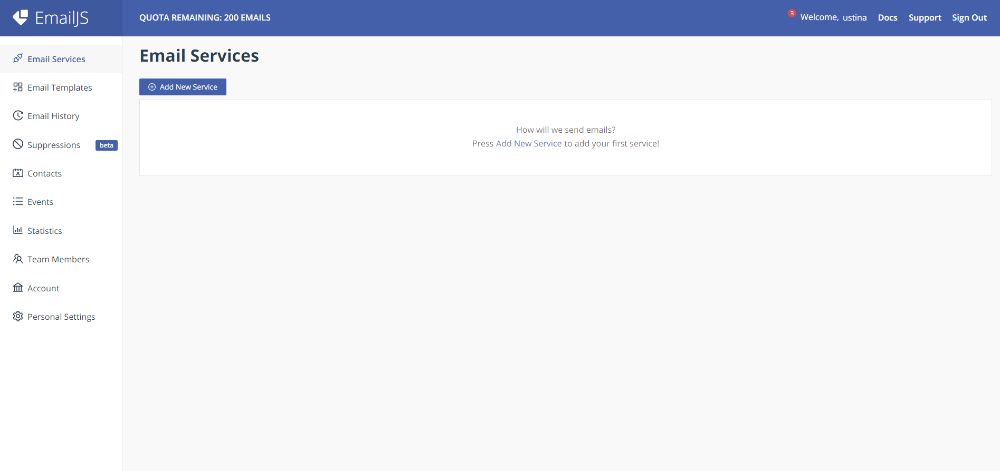 EmailJS
QUOTA REMAINING: 200 EMAILS
3
Welcome, ustina
Docs
Support
Sign Out
Email Services
Email Templates
Email History
Suppressions beta
Contacts
Events
Statistics
Team Members
Account
Personal Settings
Email Services
Add New Service
How will we send emails?
Press Add New Service to add your first service!